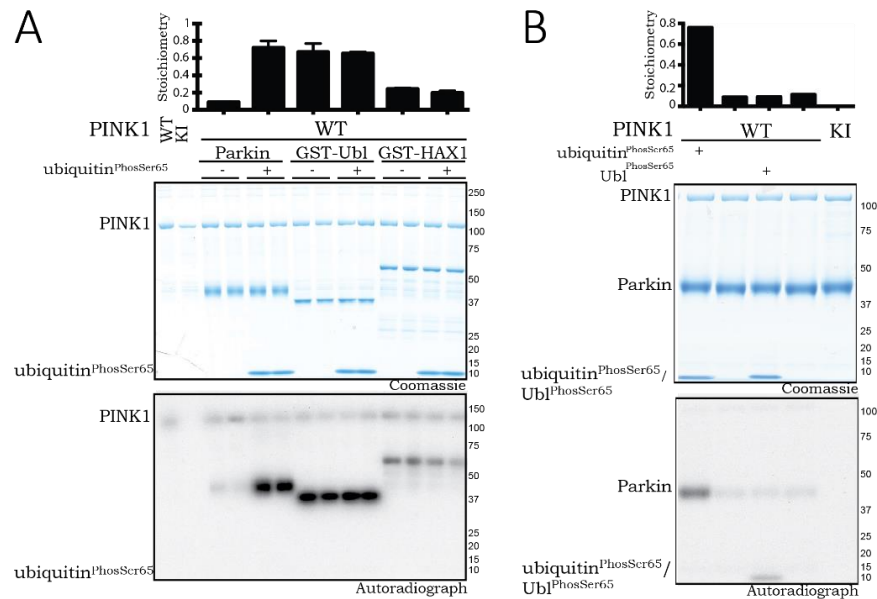 A
Stoichiometry
1
0.8
0.6
0.4
0.2
0
PINK1 WT KI WT
Parkin GST-Ubl GST-HAX1
ubiquitinPhosSer65 - + - + - +
PINK1
ubiquitinPhosSer65
250
150
100
75
50
37
25
20
15
10
Coomassie
PINK1
ubiquitinPhosSer65
150
100
75
50
37
25
20
15
10
Autoradiograph
B
Stoichiometry
0.8
0.6
0.4
0.2
0
PINK1 WT KI
ubiquitinPhosSer65 +
UblPhosSer65 +
PINK1
Parkin
ubiquitinPhosSer65/
UblPhosSer65
100
75
50
37
25
20
15
10
Coomassie
Parkin
ubiquitinPhosSer65/
UblPhosSer65
100
75
50
37
25
20
15
10
Autoradiograph